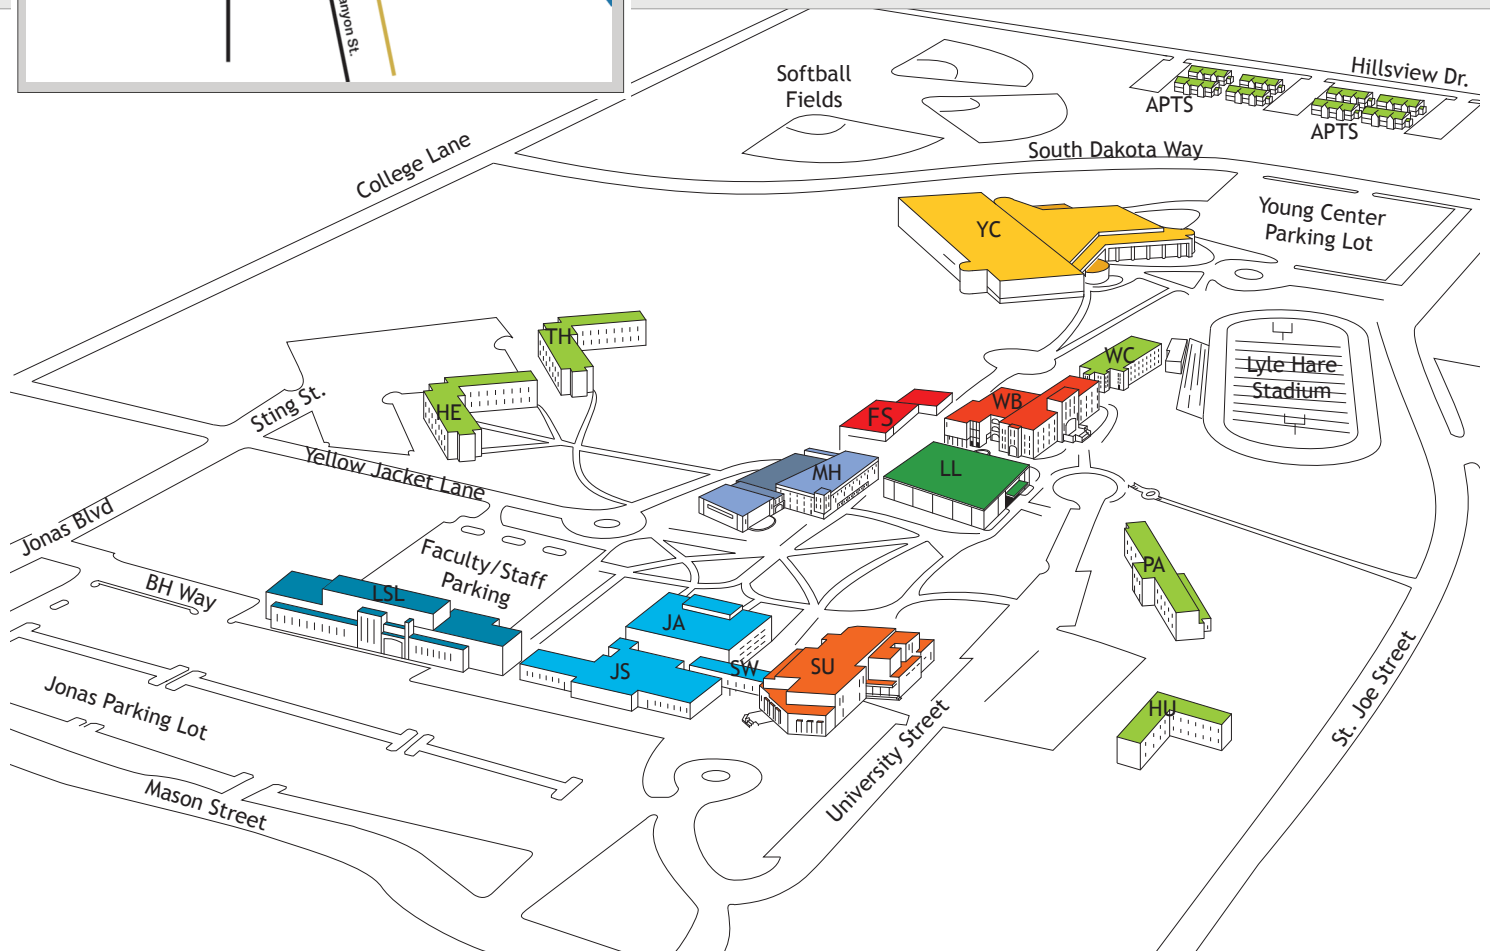 anyon St.
Softball
Fields
Hillsview Dr.
APTS
APTS
College Lane
South Dakota Way
Young Center
Parking Lot
YC
TH
WC
Lyle Hare
Stadium
Sting St.
HE
FS
WB
Yellow Jacket Lane
MH
LL
Jonas Blvd
Faculty/Staff
Parking
PA
BH Way
LSL
JA
JS
SW
SU
HU
St. Joe Street
Jonas Parking Lot
University Street
Mason Street